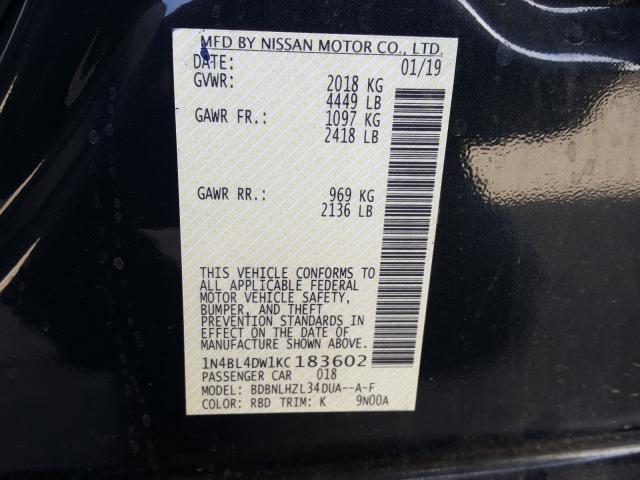 MFD BY NISSAN MOTOR CO., LTD.
DATE: 01/19
GVWR: 2018 KG
4449 LB
GAWR FR.: 1097 KG
2418 LB
GAWR RR.: 969 KG
2136 LB
THIS VEHICLE CONFORMS TO
ALL APPLICABLE FEDERAL
MOTOR VEHICLE SAFETY,
BUMPER, AND THEFT
PREVENTION STANDARDS IN
EFFECT ON THE DATE OF
MANUFACTURE SHOWN ABOVE.
1N4BL4DW1KC183602
PASSENGER CAR 018
MODEL: BDBNLHZL34DUA--A-F
COLOR: RBD TRIM: K 9N00A